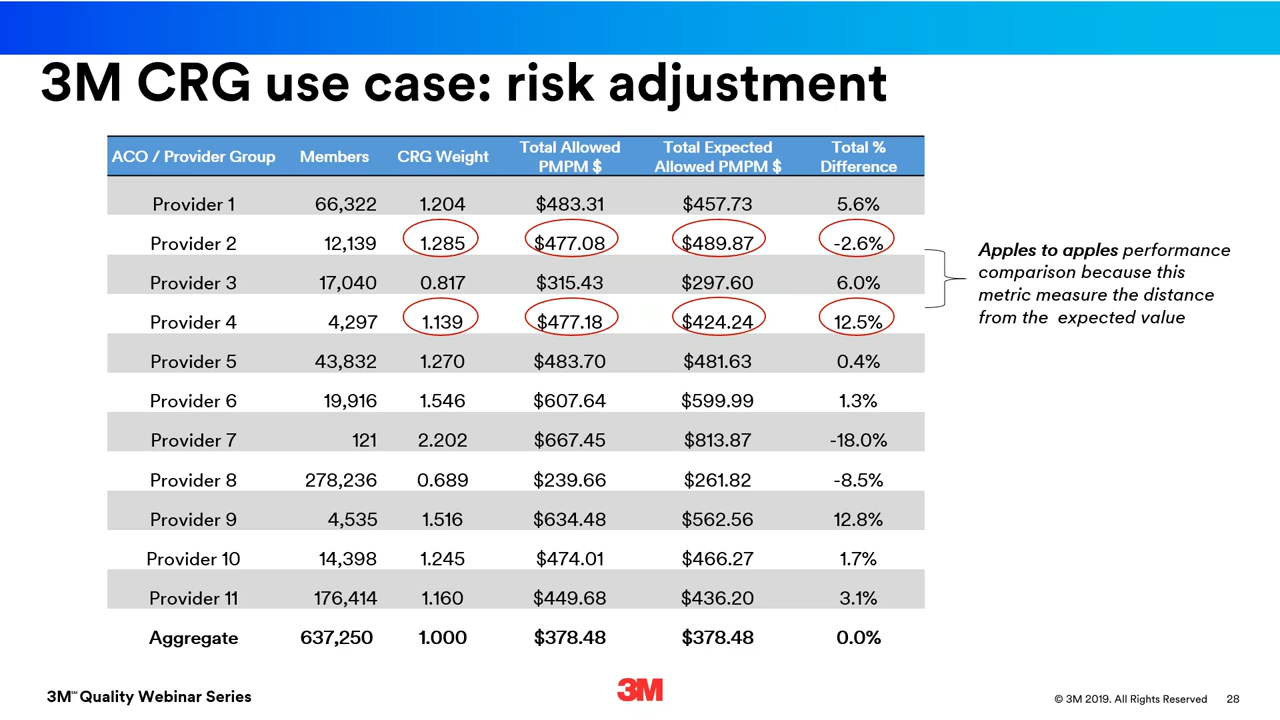 3M CRG use case: risk adjustment
ACO / Provider Group Members CRG Weight Total Allowed PMPM $ Total Expected Allowed PMPM $ Total % Difference
Provider 1 66,322 1.204 $483.31 $457.73 5.6%
Provider 2 12,139 1.285 $477.08 $489.87 -2.6%
Provider 3 17,040 0.817 $315.43 $297.60 6.0%
Provider 4 4,297 1.139 $477.18 $424.24 12.5%
Provider 5 43,832 1.270 $483.70 $481.63 0.4%
Provider 6 19,916 1.546 $607.64 $599.99 1.3%
Provider 7 121 2.202 $667.45 $813.87 -18.0%
Provider 8 278,236 0.689 $239.66 $261.82 -8.5%
Provider 9 4,535 1.516 $634.48 $562.56 12.8%
Provider 10 14,398 1.245 $474.01 $466.27 1.7%
Provider 11 176,414 1.160 $449.68 $436.20 3.1%
Aggregate 637,250 1.000 $378.48 $378.48 0.0%
Apples to apples performance
comparison because this
metric measure the distance
from the expected value
3M℠ Quality Webinar Series
3M
© 3M 2019. All Rights Reserved 28